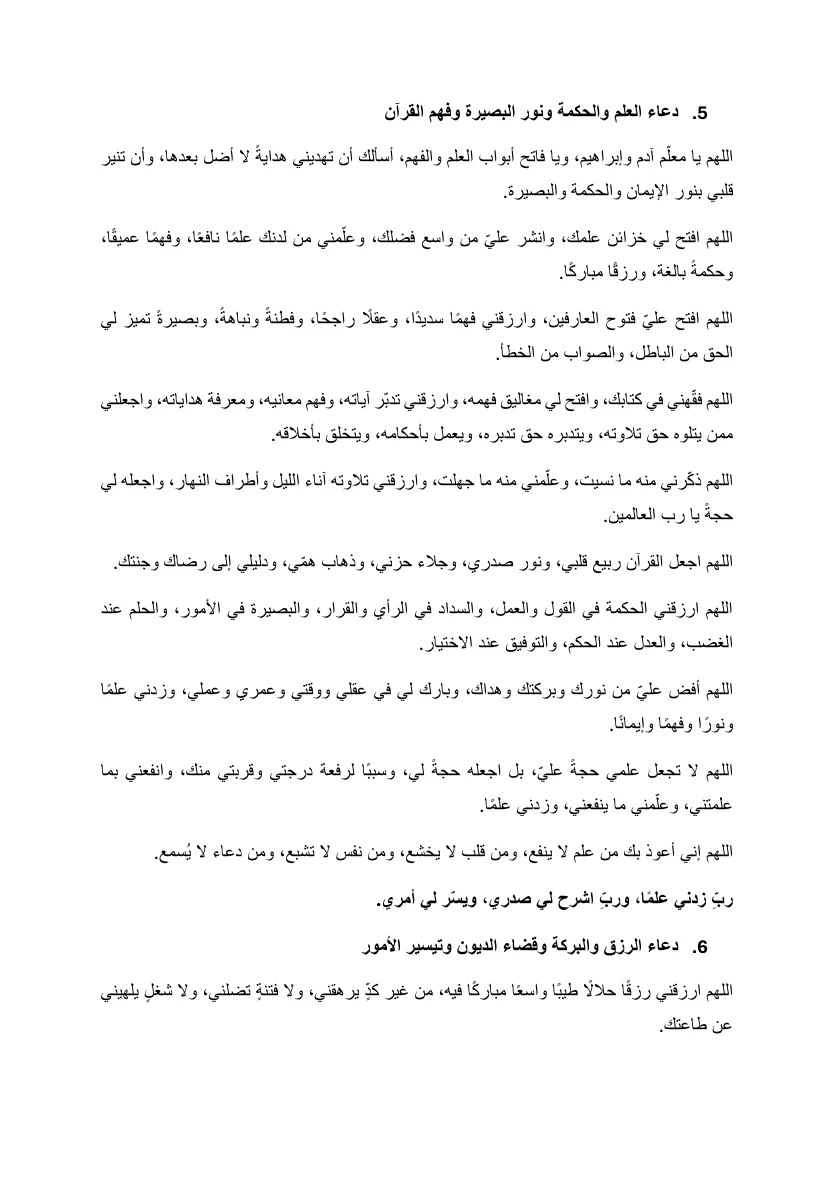 5. دعاء العلم والحكمة ونور البصيرة وفهم القرآن
اللهم يا معلّم آدم وإبراهيم، ويا فاتح أبواب العلم والفهم، أسألك أن تهديني هدايةً لا أضل بعدها، وأن تنير
قلبي بنور الإيمان والحكمة والبصيرة.
اللهم افتح لي خزائن علمك، وانشر عليّ من واسع فضلك، وعلّمني من لدنك علمًا نافعًا، وفهمًا عميقًا،
وحكمةً بالغة، ورزقًا مباركًا.
اللهم افتح عليّ فتوح العارفين، وارزقني فهمًا سديدًا، وعقلًا راجحًا، وفطنةً ونباهةً، وبصيرةً تميز لي
الحق من الباطل، والصواب من الخطأ.
اللهم فقّهني في كتابك، وافتح لي مغاليق فهمه، وارزقني تدبّر آياته، وفهم معانيه، ومعرفة هداياته، واجعلني
ممن يتلوه حق تلاوته، ويتدبره حق تدبره، ويعمل بأحكامه، ويتخلق بأخلاقه.
اللهم ذكّرني منه ما نسيت، وعلّمني منه ما جهلت، وارزقني تلاوته آناء الليل وأطراف النهار، واجعله لي
حجةً يا رب العالمين.
اللهم اجعل القرآن ربيع قلبي، ونور صدري، وجلاء حزني، وذهاب همّي، ودليلي إلى رضاك وجنتك.
اللهم ارزقني الحكمة في القول والعمل، والسداد في الرأي والقرار، والبصيرة في الأمور، والحلم عند
الغضب، والعدل عند الحكم، والتوفيق عند الاختيار.
اللهم أفض عليّ من نورك وبركتك وهداك، وبارك لي في عقلي ووقتي وعمري وعملي، وزدني علمًا
ونورًا وفهمًا وإيمانًا.
اللهم لا تجعل علمي حجةً عليّ، بل اجعله حجةً لي، وسببًا لرفعة درجتي وقربتي منك، وانفعني بما
علمتني، وعلّمني ما ينفعني، وزدني علمًا.
اللهم إني أعوذ بك من علم لا ينفع، ومن قلب لا يخشع، ومن نفس لا تشبع، ومن دعاء لا يُسمع.
ربِّ زدني علمًا، وربِّ اشرح لي صدري، ويسّر لي أمري.
6. دعاء الرزق والبركة وقضاء الديون وتيسير الأمور
اللهم ارزقني رزقًا حلالًا طيبًا واسعًا مباركًا فيه، من غير كدٍّ يرهقني، ولا فتنةٍ تضلني، ولا شغلٍ يلهيني
عن طاعتك.